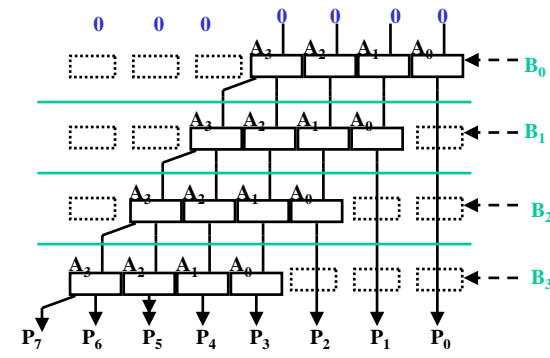 0 0 0 0 0 0 0
A₃ A₂ A₁ A₀ B₀
A₃ A₂ A₁ A₀ B₁
A₃ A₂ A₁ A₀ B₂
A₃ A₂ A₁ A₀ B₃
P₇ P₆ P₅ P₄ P₃ P₂ P₁ P₀